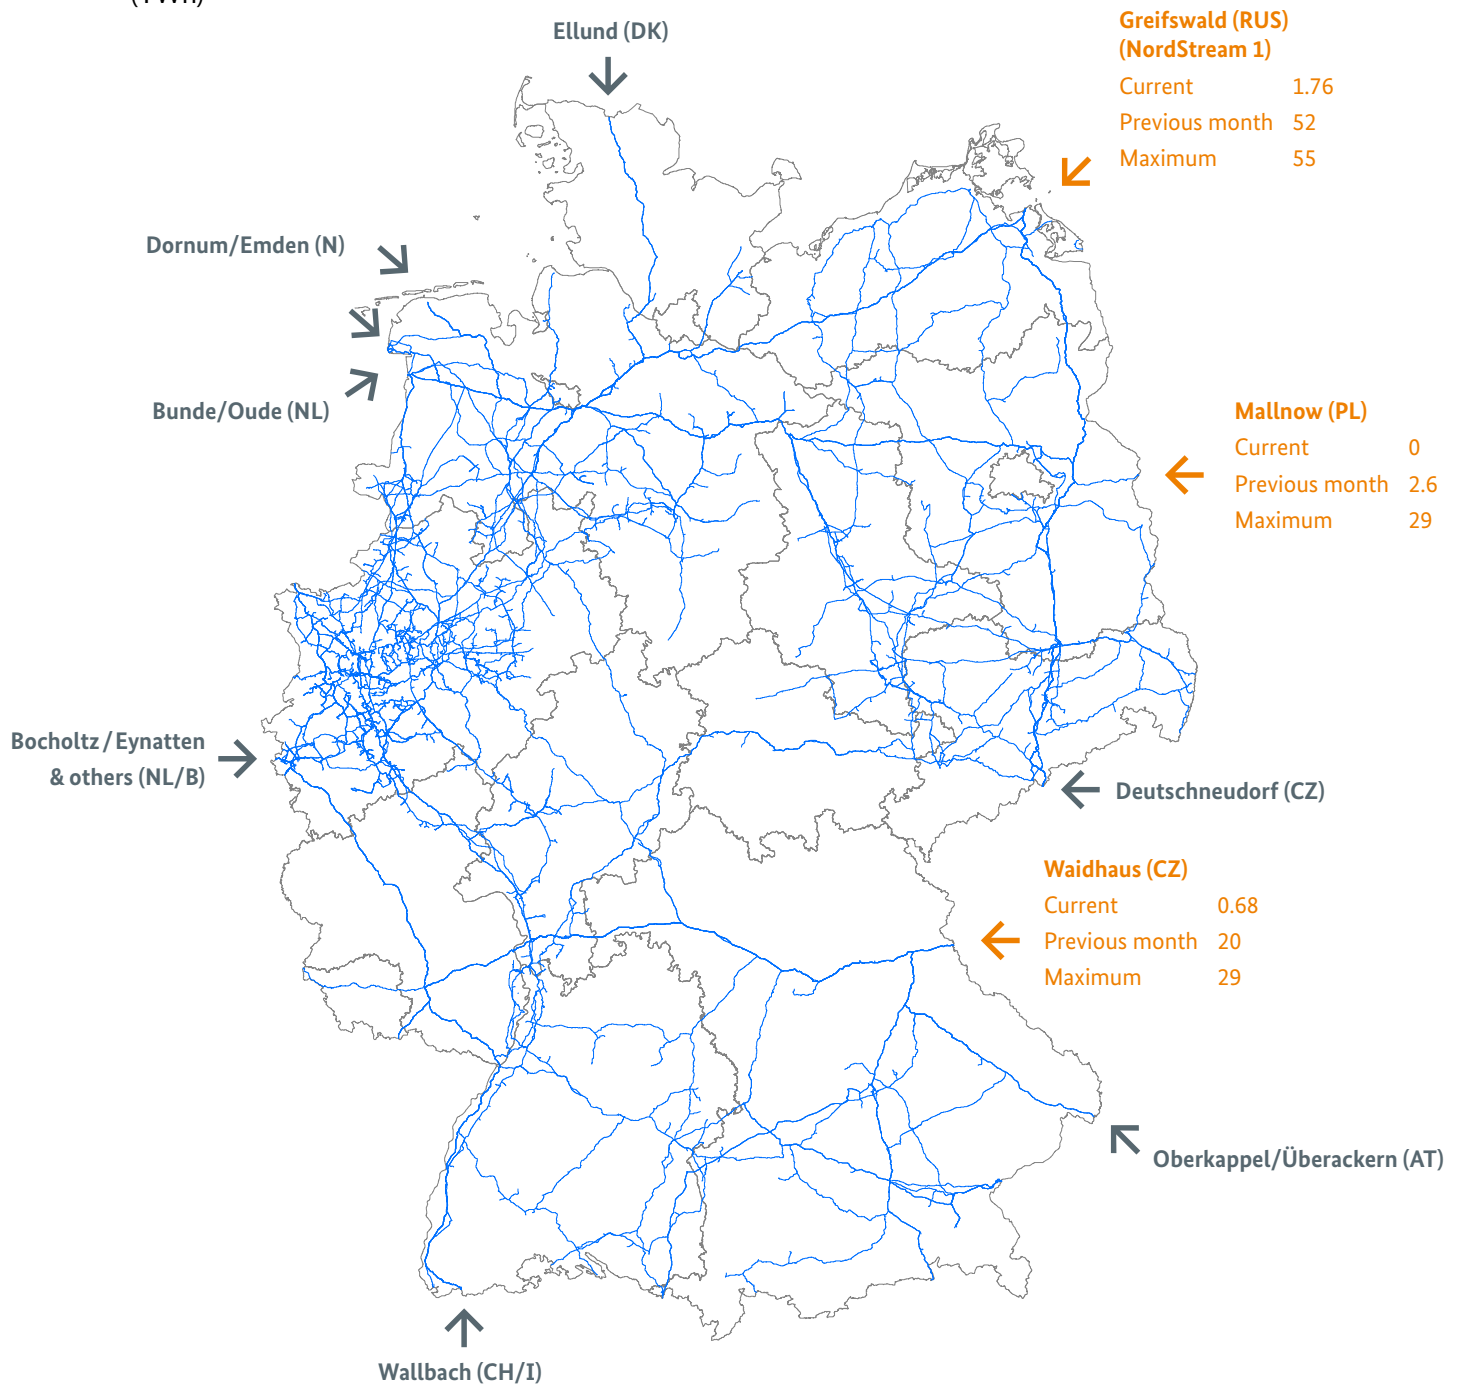 Ellund (DK)
Greifswald (RUS)
(NordStream 1)
Current 1.76
Previous month 52
Maximum 55
Dornum/Emden (N)
Bunde/Oude (NL)
Mallnow (PL)
Current 0
Previous month 2.6
Maximum 29
Bocholtz / Eynatten
& others (NL/B)
Deutschneudorf (CZ)
Waidhaus (CZ)
Current 0.68
Previous month 20
Maximum 29
Oberkappel/Überackern (AT)
Wallbach (CH/I)